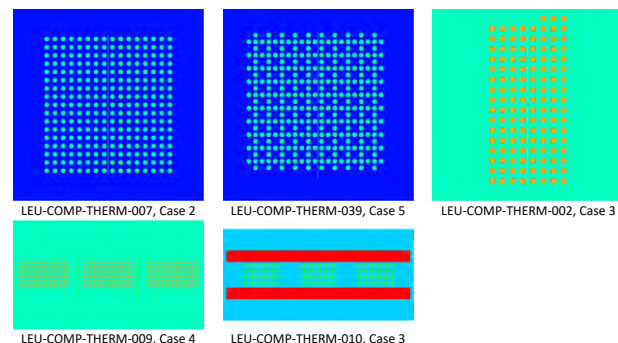 LEU-COMP-THERM-007, Case 2
LEU-COMP-THERM-039, Case 5
LEU-COMP-THERM-002, Case 3
LEU-COMP-THERM-009, Case 4
LEU-COMP-THERM-010, Case 3